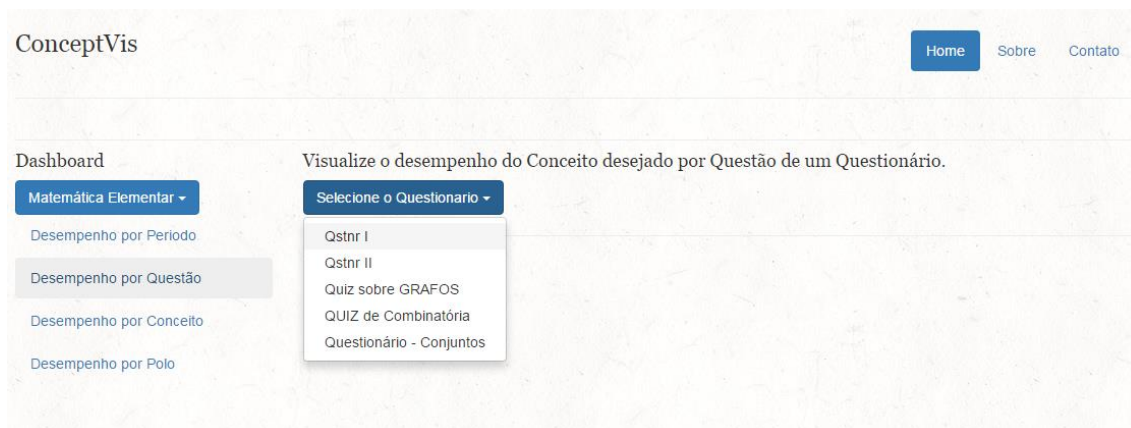 ConceptVis
Home Sobre Contato
Dashboard
Matemática Elementar
Desempenho por Periodo
Desempenho por Questão
Desempenho por Conceito
Desempenho por Polo
Visualize o desempenho do Conceito desejado por Questão de um Questionário.
Selecione o Questionario
Qstnr I
Qstnr II
Quiz sobre GRAFOS
QUIZ de Combinatória
Questionário - Conjuntos